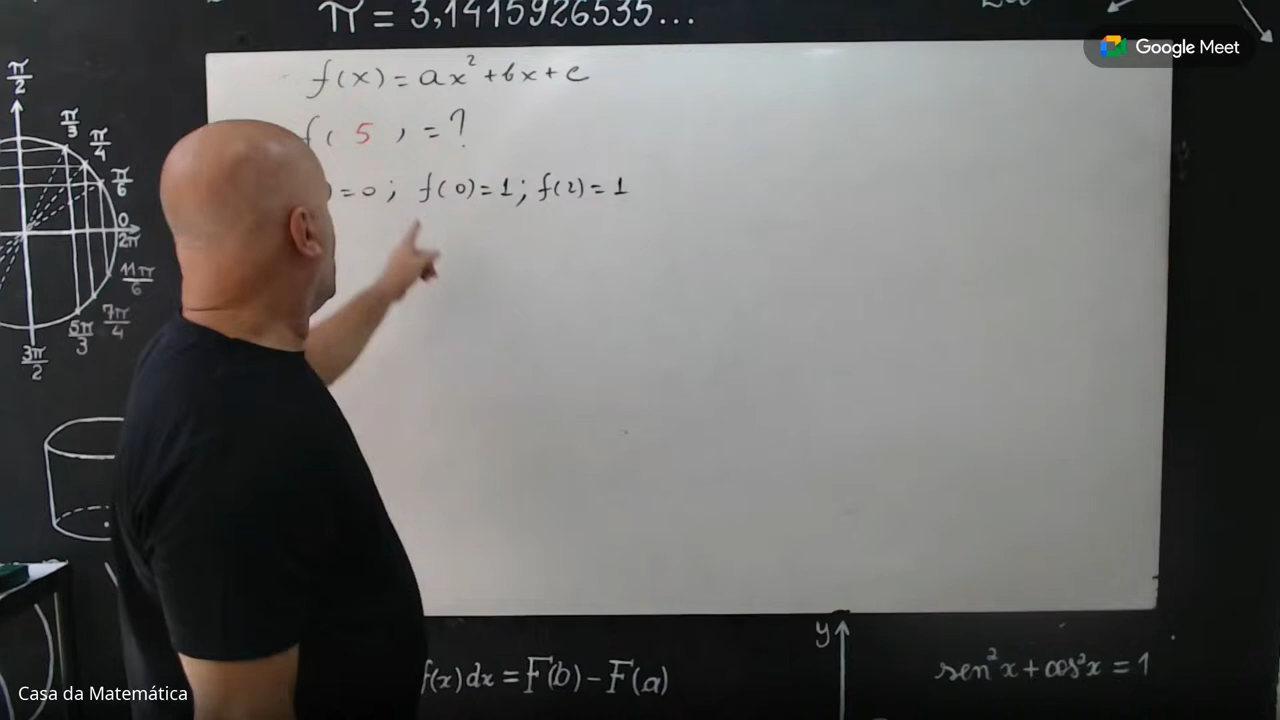 π = 3,1415926535...
Google Meet
f(x) = ax² + bx + c
f( 5 ) = ?
) = 0 ; f(0) = 1 ; f(2) = 1
π/2
π/3
π/4
π/6
0
2π
11π/6
7π/4
5π/3
3π/2
y
f(x)dx = F(b) - F(a)
sen²x + cos²x = 1
Casa da Matemática